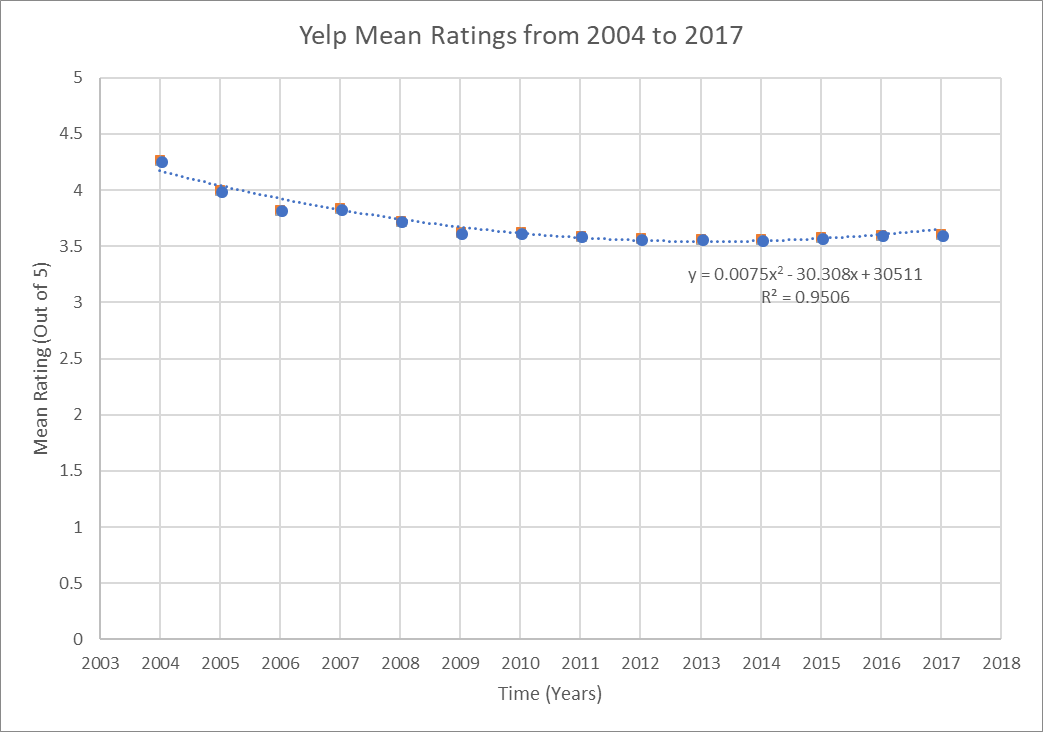 Yelp Mean Ratings from 2004 to 2017
5
4.5
4
3.5
3
2.5
2
1.5
1
0.5
0
Mean Rating (Out of 5)
y = 0.0075x² - 30.308x + 30511
R² = 0.9506
2003 2004 2005 2006 2007 2008 2009 2010 2011 2012 2013 2014 2015 2016 2017 2018
Time (Years)